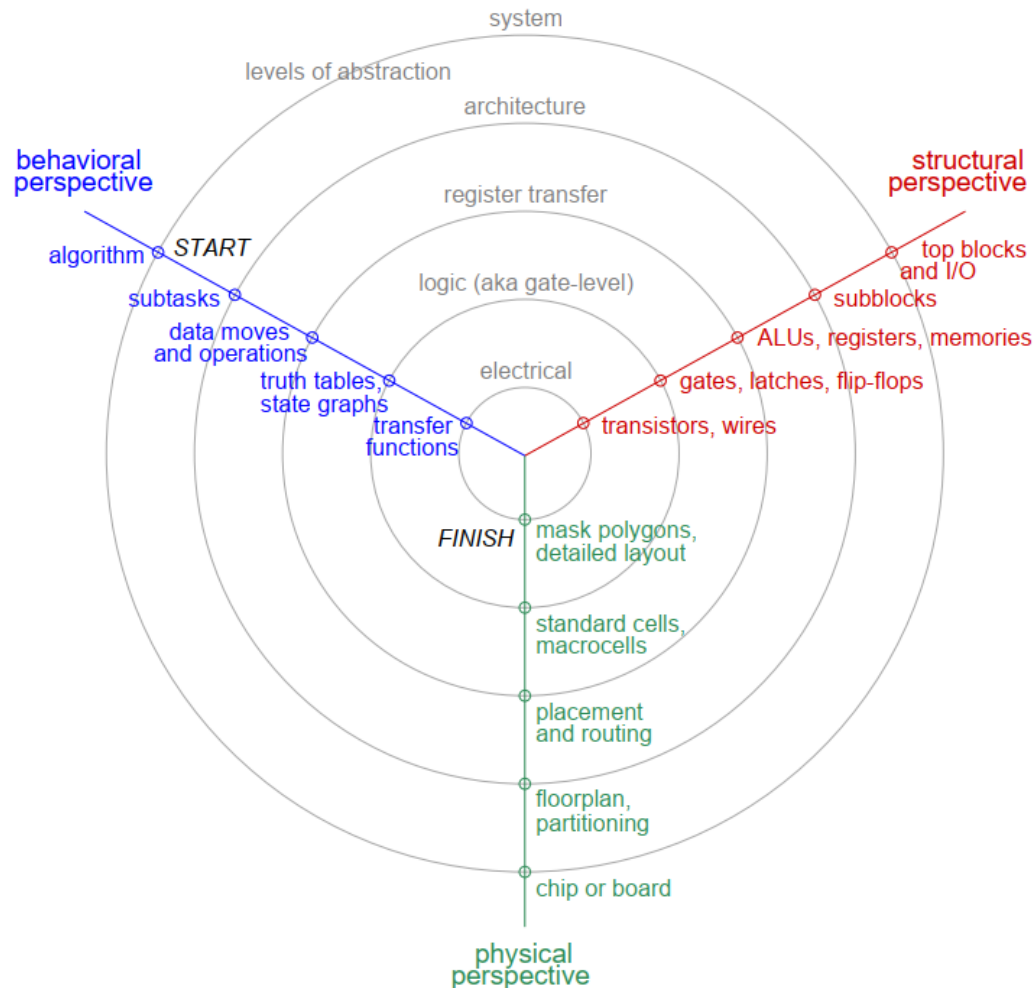 system
levels of abstraction
architecture
behavioral
perspective
structural
perspective
register transfer
algorithm
START
top blocks
and I/O
logic (aka gate-level)
subtasks
subblocks
data moves
and operations
ALUs, registers, memories
electrical
truth tables,
state graphs
gates, latches, flip-flops
transfer
functions
transistors, wires
FINISH
mask polygons,
detailed layout
standard cells,
macrocells
placement
and routing
floorplan,
partitioning
chip or board
physical
perspective